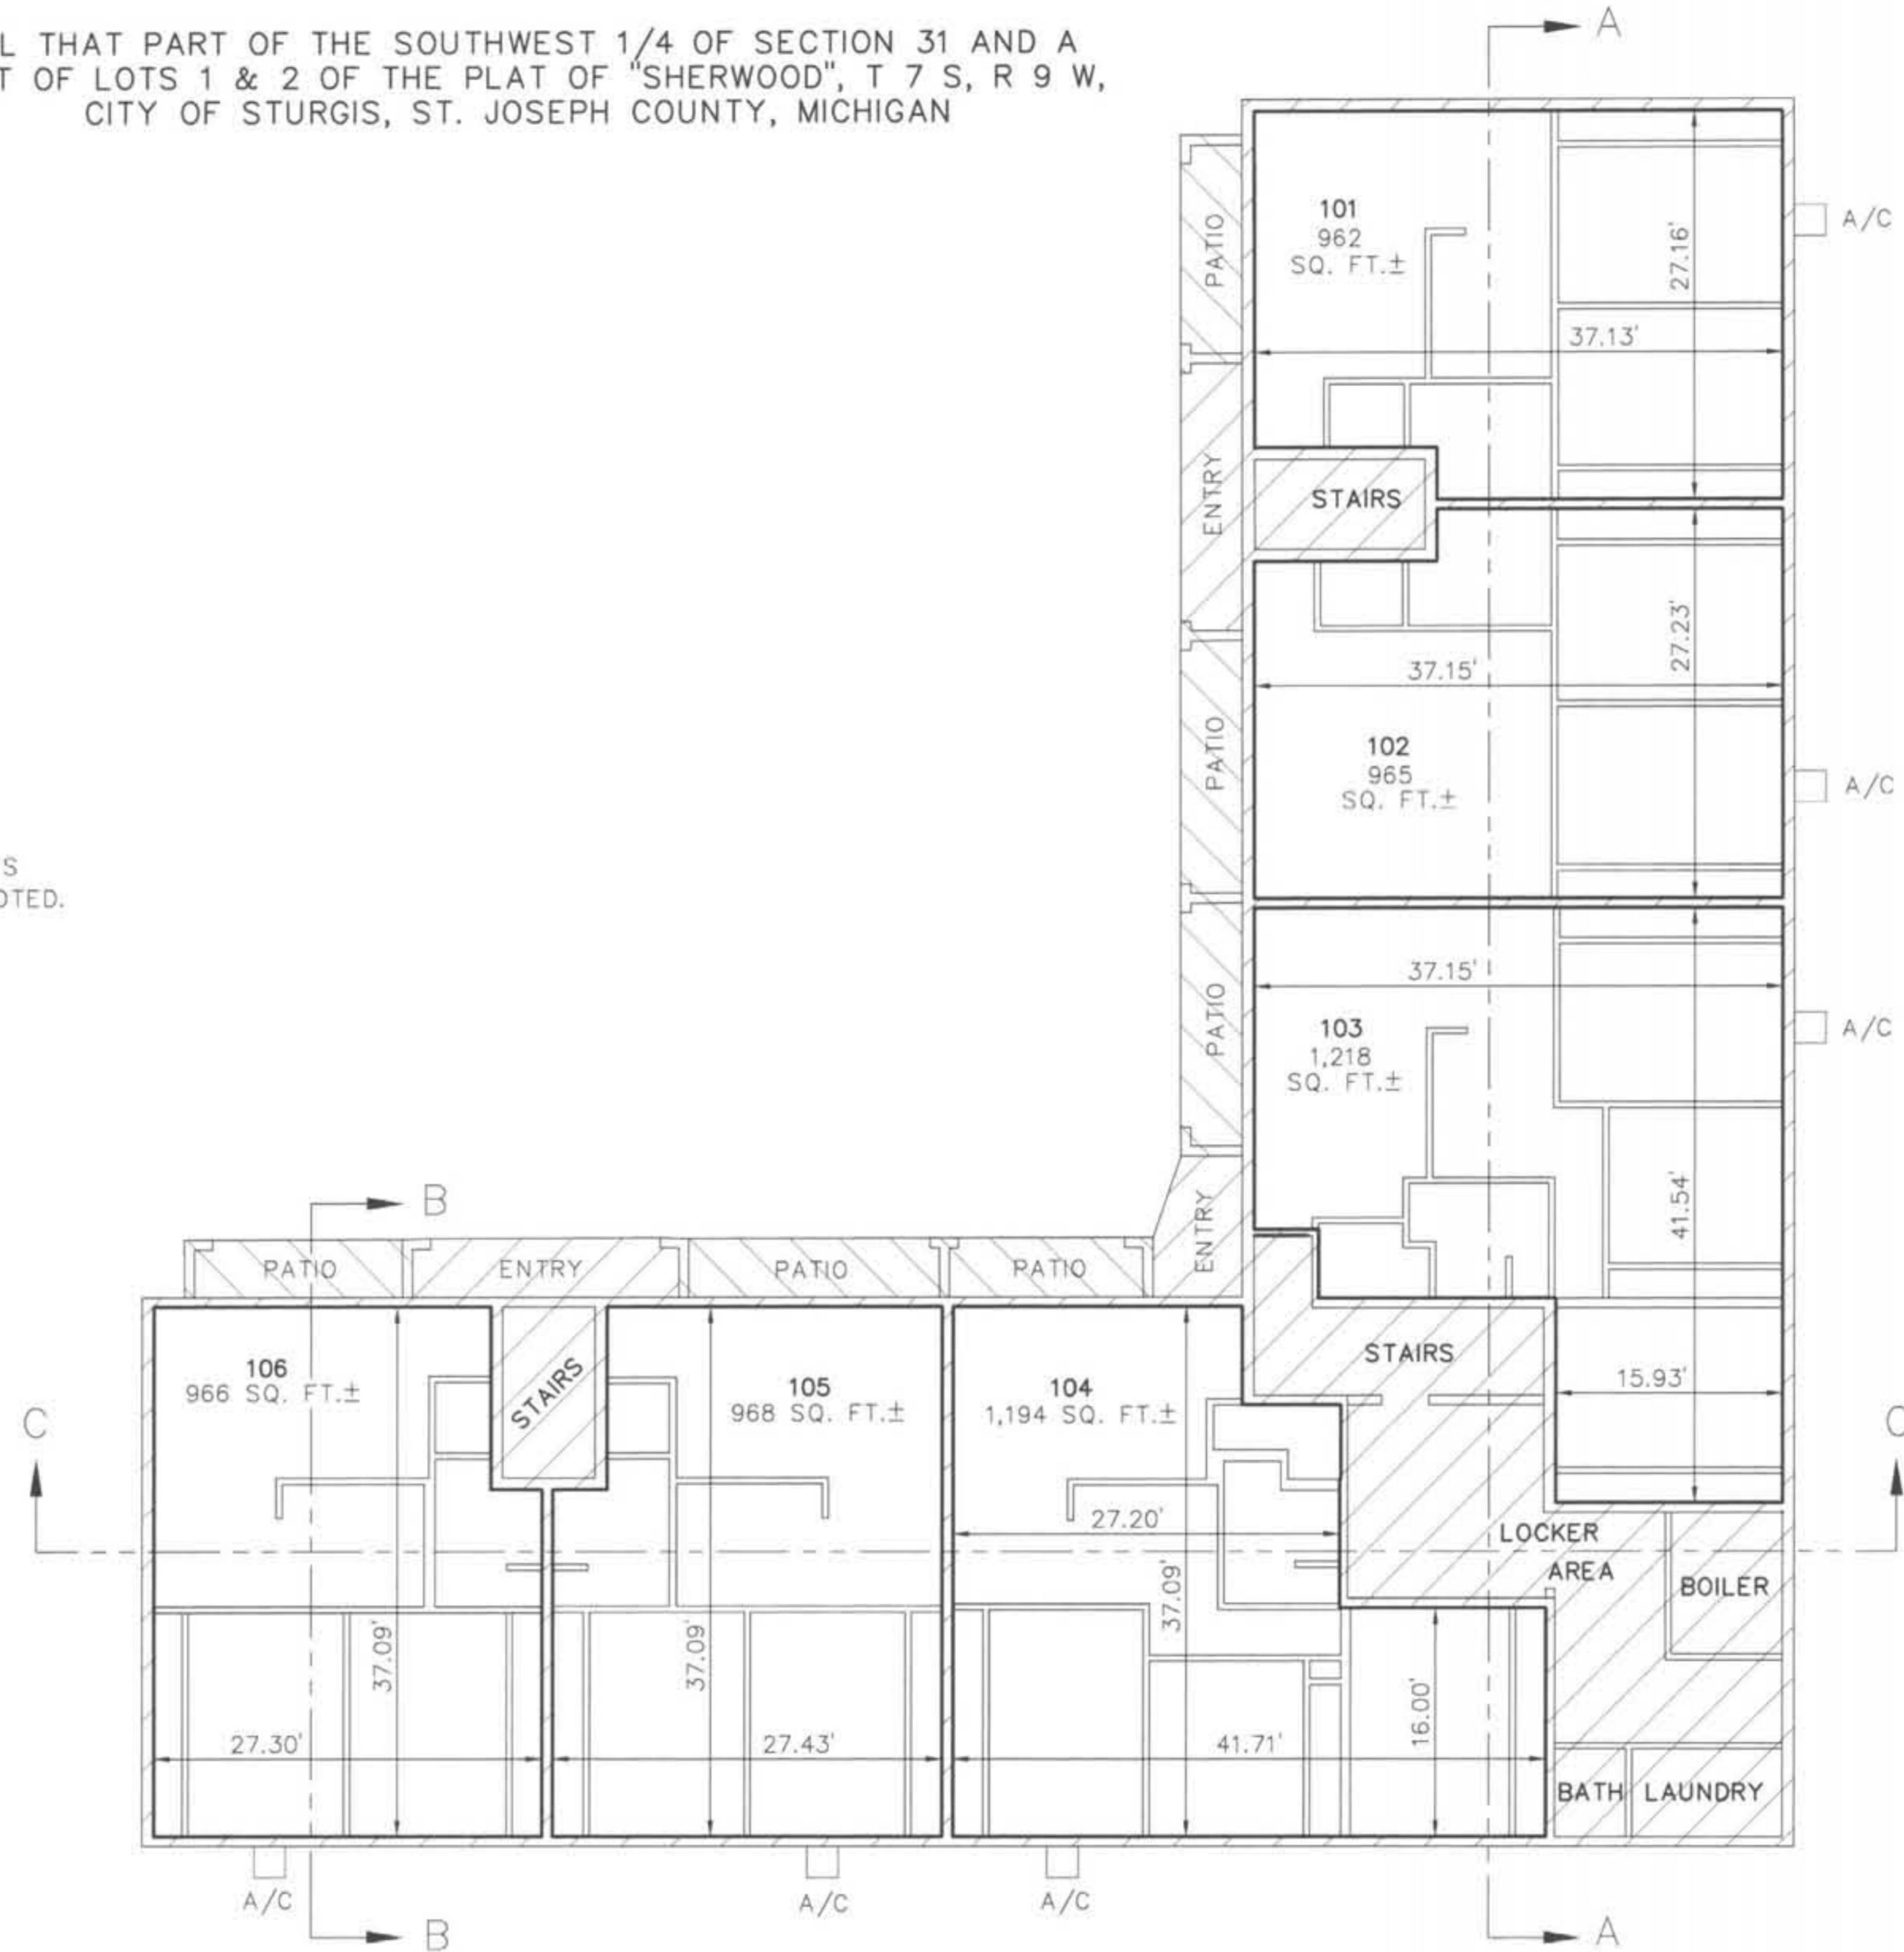 L THAT PART OF THE SOUTHWEST 1/4 OF SECTION 31 AND A
T OF LOTS 1 & 2 OF THE PLAT OF "SHERWOOD", T 7 S, R 9 W,
CITY OF STURGIS, ST. JOSEPH COUNTY, MICHIGAN
A
101
962
SQ. FT.±
PATIO
27.16'
A/C
37.13'
ENTRY
STAIRS
27.23'
37.15'
PATIO
102
965
SQ. FT.±
A/C
S
OTED.
37.15'
PATIO
103
1,218
SQ. FT.±
A/C
41.54'
ENTRY
B
PATIO
ENTRY
PATIO
PATIO
106
966 SQ. FT.±
STAIRS
105
968 SQ. FT.±
104
1,194 SQ. FT.±
STAIRS
15.93'
C
C
27.20'
LOCKER
AREA
BOILER
37.09'
37.09'
37.09'
16.00'
27.30'
27.43'
41.71'
BATH
LAUNDRY
A/C
A/C
A/C
B
A